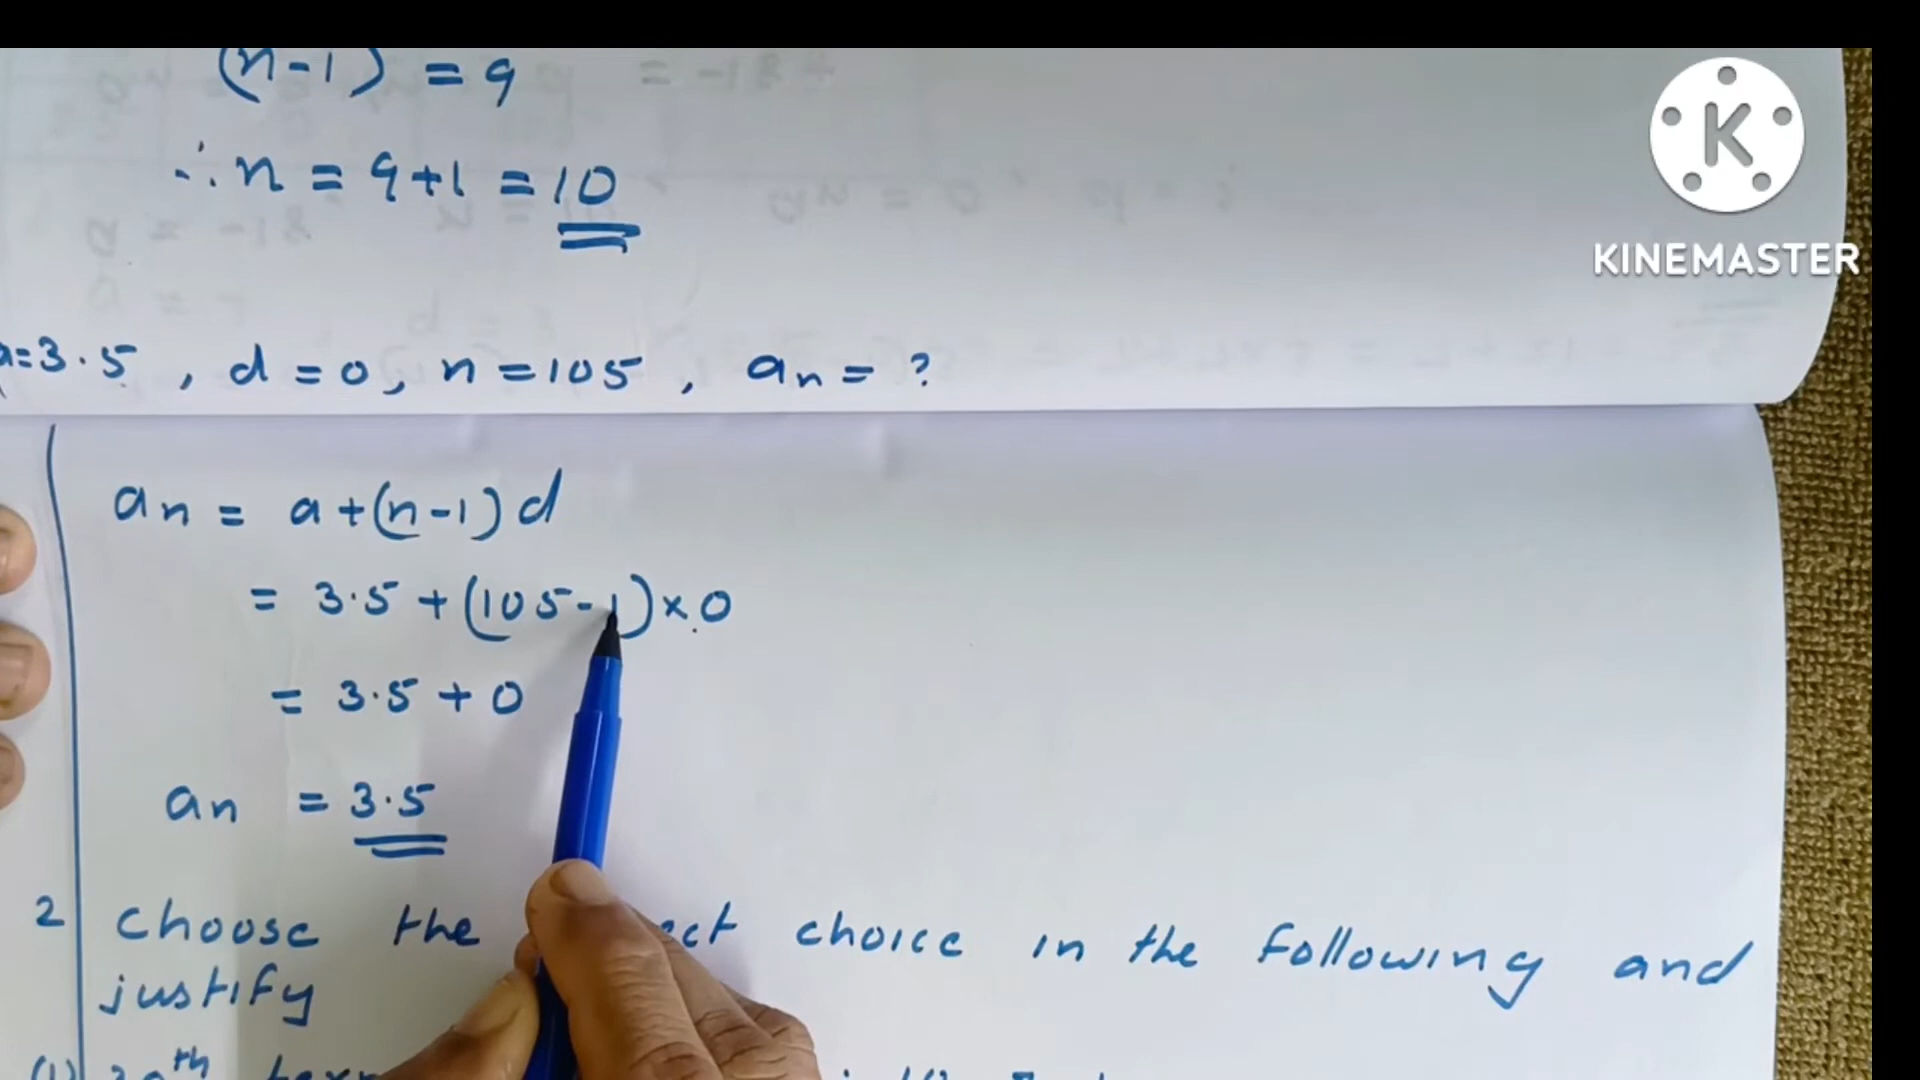 (n-1) = 9
∴ n = 9+1 = 10
K
KINEMASTER
a=3.5, d=0, n=105, an=?
an = a+(n-1)d
= 3.5+(105-1)×0
= 3.5+0
an = 3.5
2 Choose the choice in the following and
justify
th